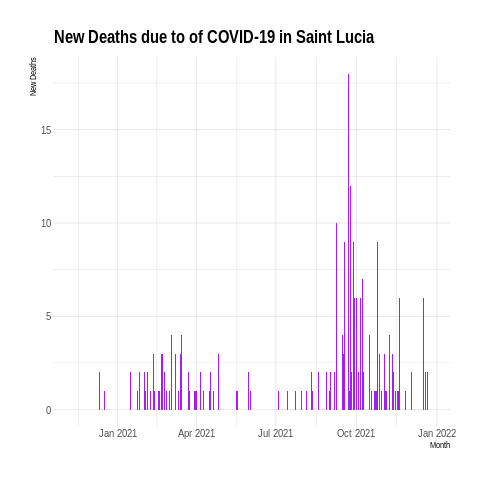 New Deaths due to of COVID-19 in Saint Lucia
New Deaths
15
10
5
0
Jan 2021 Apr 2021 Jul 2021 Oct 2021 Jan 2022
Month